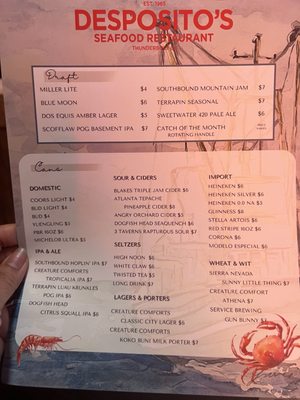 EST. 1965
DESPOSITO'S
SEAFOOD RESTAURANT
THUNDERBOLT
Draft
MILLER LITE $4
BLUE MOON $6
DOS EQUIS AMBER LAGER $5
SCOFFLAW POG BASEMENT IPA $7
SOUTHBOUND MOUNTAIN JAM $7
TERRAPIN SEASONAL $7
SWEETWATER 420 PALE ALE $6
CATCH OF THE MONTH
ROTATING HANDLE
Cans
DOMESTIC
COORS LIGHT $4
BUD LIGHT $4
BUD $4
YUENGLING $5
PBR 16OZ $6
MICHELOB ULTRA $5
IPA & ALE
SOUTHBOUND HOPLIN' IPA $7
CREATURE COMFORTS
TROPICALIA IPA $7
TERRAPIN LUAU KRUNKLES
POG IPA $6
DOGFISH HEAD
CITRUS SQUALL IPA $6
SOUR & CIDERS
BLAKES TRIPLE JAM CIDER $6
ATLANTA TEPACHE
PINEAPPLE CIDER $8
ANGRY ORCHARD CIDER $5
DOGFISH HEAD SEAQUENCH $6
3 TAVERNS RAPTUROUS SOUR $7
SELTZERS
HIGH NOON $6
WHITE CLAW $6
TWISTED TEA $5
LONG DRINK $7
LAGERS & PORTERS
CREATURE COMFORTS
CLASSIC CITY LAGER $6
CREATURE COMFORTS
KOKO BUNI MILK PORTER $7
IMPORT
HEINEKEN $6
HEINEKEN SILVER $6
HEINEKEN 0.0 NA $5
GUINNESS $8
STELLA ARTOIS $6
RED STRIPE 16OZ $6
CORONA $6
MODELO ESPECIAL $6
WHEAT & WIT
SIERRA NEVADA
SUNNY LITTLE THING $7
CREATURE COMFORT
ATHENA $7
SERVICE BREWING
GUN BUNNY $7